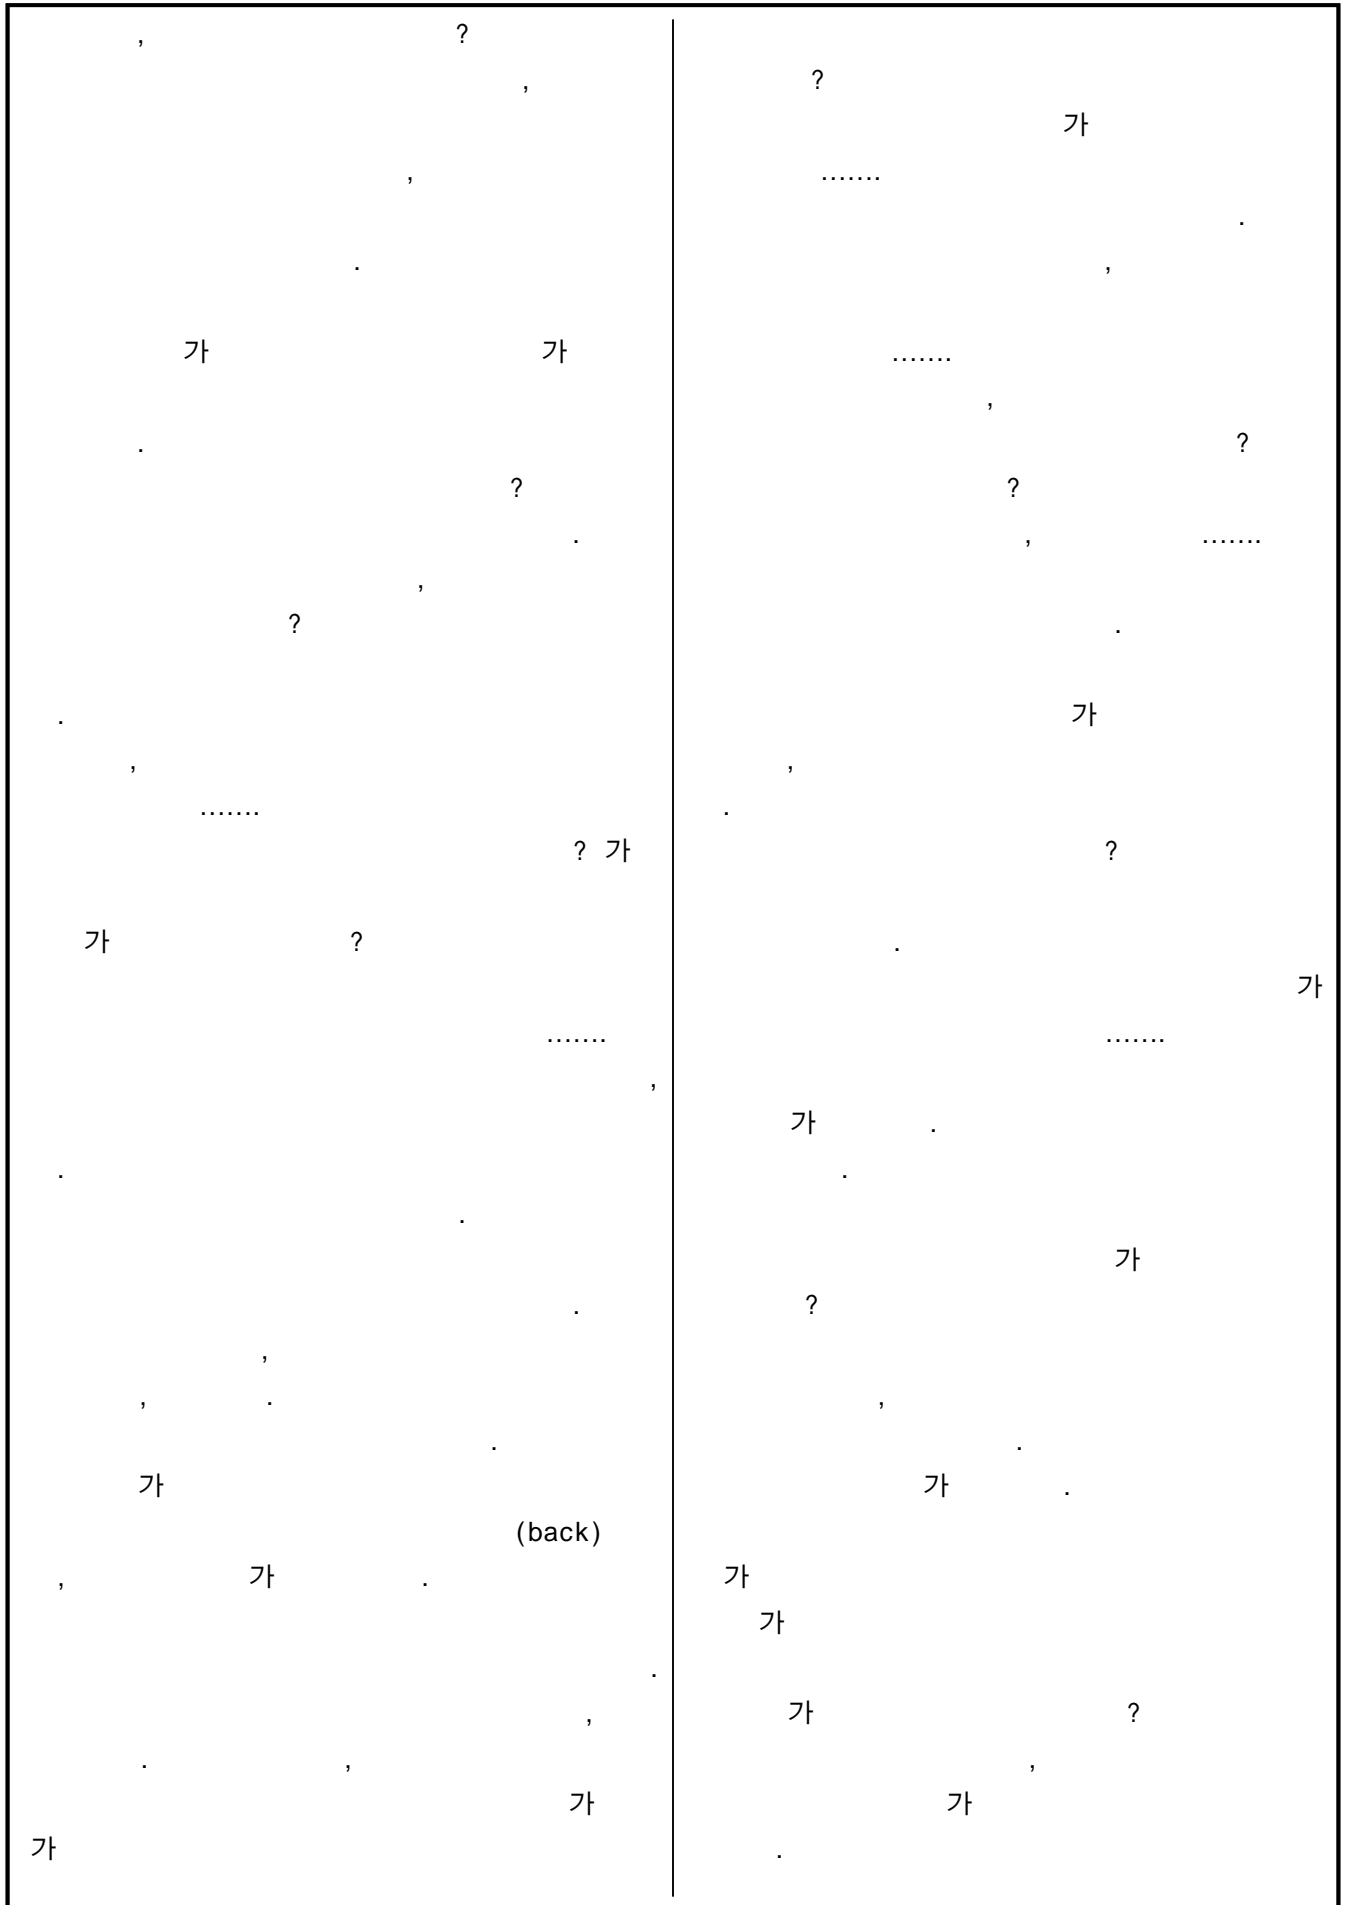 , ?
,
,
.
가 가
.
?
.
,
?
.
,
.......
? 가
가 ?
.......
,
.
.
.
,
, .
.
가
(back)
, 가 .
.
,
. ,
가
가
?
가
.......
.
,
.......
,
?
?
, .......
.
가
,
.
?
.
가
.......
가 .
.
가
?
,
.
가 .
가
가
가 ?
,
가
.